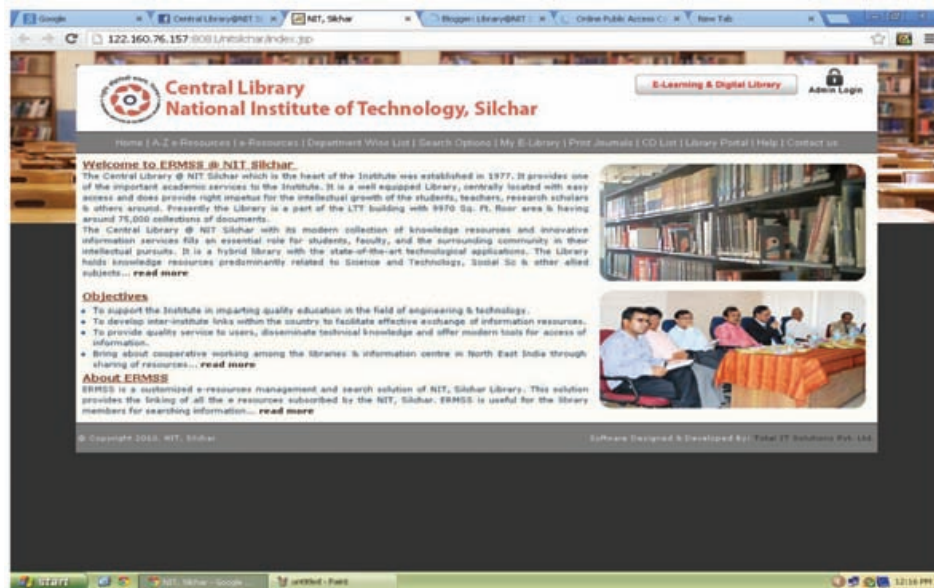 Google
Central Library@NIT Si
NIT, Silchar
Blogger: Library@NIT
Online Public Access Ca
New Tab
122.160.76.157:8081/nitsilchar/index.jsp
Central Library
National Institute of Technology, Silchar
E-Learning & Digital Library
Admin Login
Home | A-Z e-Resources | e-Resources | Department Wise List | Search Options | My E-Library | Print Journals | CD List | Library Portal | Help | Contact us
Welcome to ERMSS @ NIT Silchar
The Central Library @ NIT Silchar which is the heart of the Institute was established in 1977. It provides one
of the important academic services to the Institute. It is a well equipped Library, centrally located with easy
access and does provide right impetus for the intellectual growth of the students, teachers, research scholars
& others around. Presently the Library is a part of the LTT building with 9970 Sq. Ft. floor area & having
around 75,000 collections of documents.
The Central Library @ NIT Silchar with its modern collection of knowledge resources and innovative
information services fills an essential role for students, faculty, and the surrounding community in their
intellectual pursuits. It is a hybrid library with the state-of-the-art technological applications. The Library
holds knowledge resources predominantly related to Science and Technology, Social Sc & other allied
subjects... read more
Objectives
To support the Institute in imparting quality education in the field of engineering & technology.
To develop inter-institute links within the country to facilitate effective exchange of information resources.
To provide quality service to users, disseminate technical knowledge and offer modern tools for access of
information.
Bring about cooperative working among the libraries & information centre in North East India through
sharing of resources... read more
About ERMSS
ERMSS is a customized e-resources management and search solution of NIT, Silchar Library. This solution
provides the linking of all the e resources subscribed by the NIT, Silchar. ERMSS is useful for the library
members for searching information... read more
© Copyright 2010, NIT, Silchar
Software Designed & Developed By: Total IT Solutions Pvt. Ltd.
start
NIT, Silchar - Google ...
untitled - Paint
12:16 PM